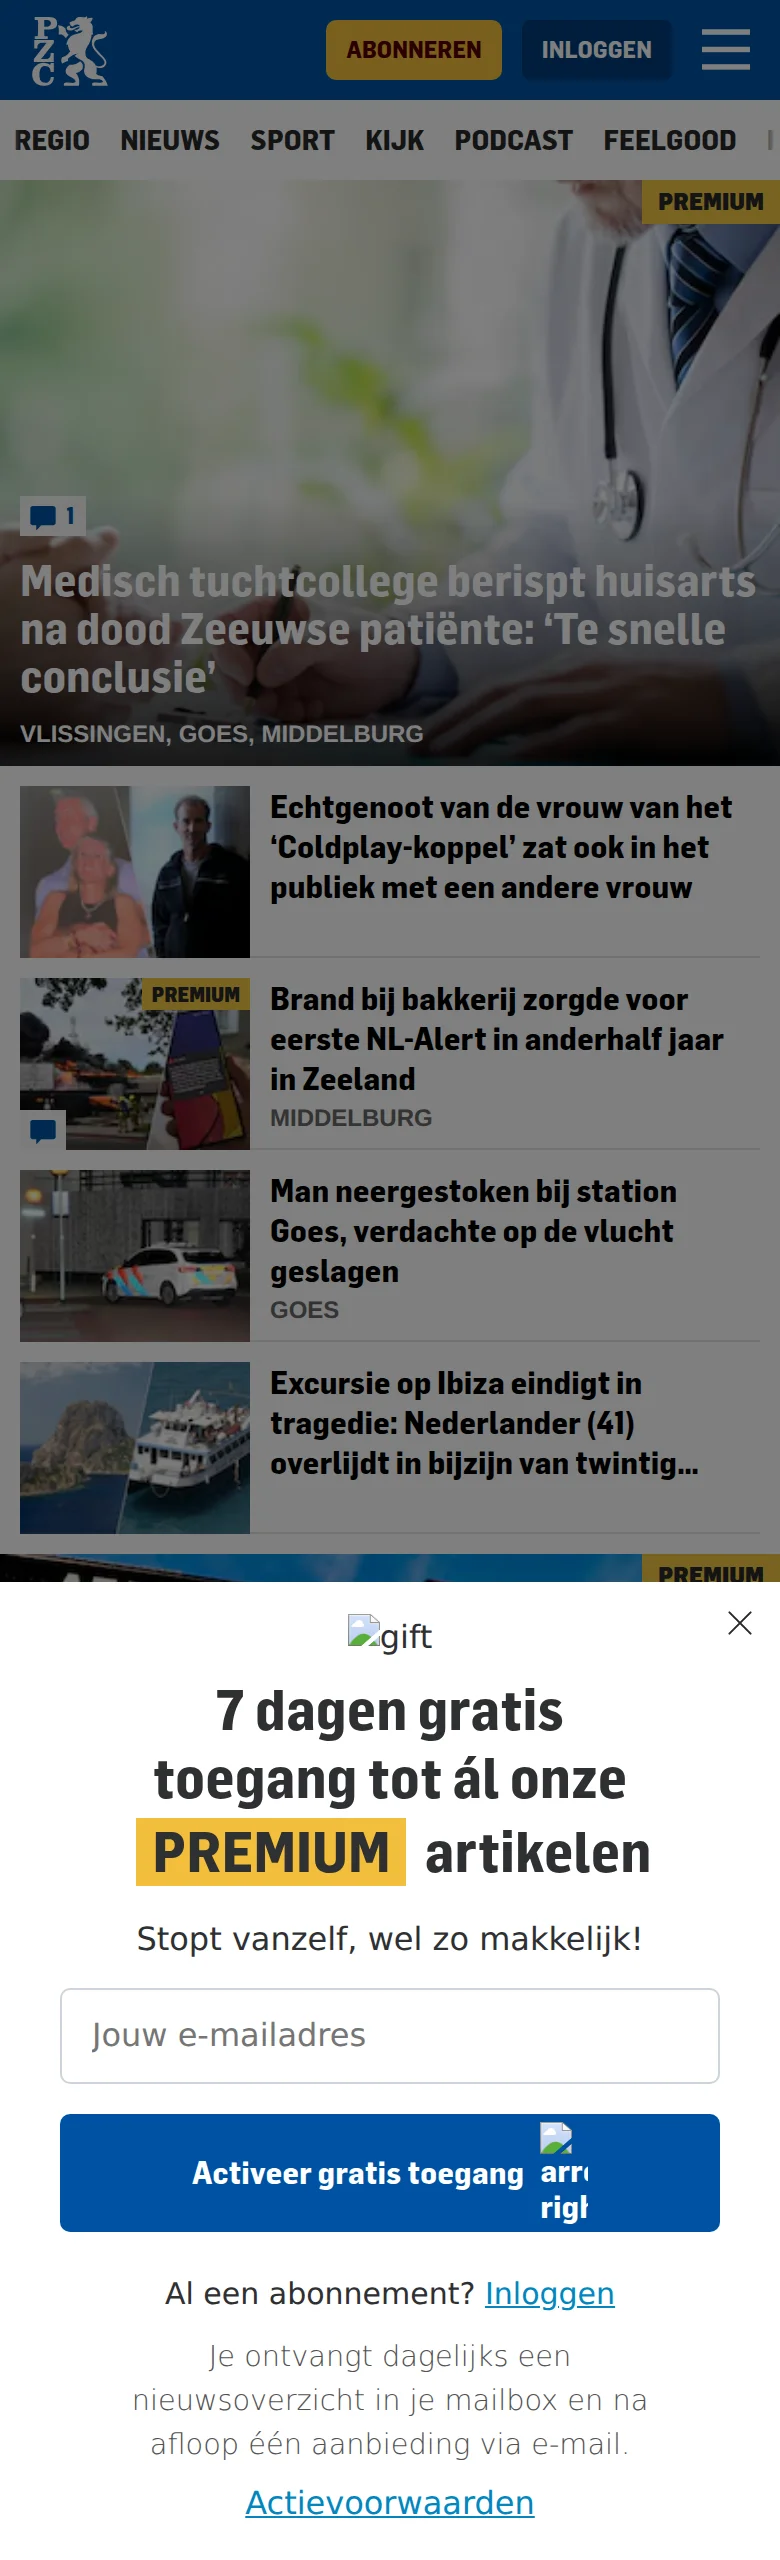 PZC
ABONNEREN
INLOGGEN
REGIO NIEUWS SPORT KIJK PODCAST FEELGOOD
PREMIUM
1
Medisch tuchtcollege berispt huisarts
na dood Zeeuwse patiënte: ‘Te snelle
conclusie’
VLISSINGEN, GOES, MIDDELBURG
Echtgenoot van de vrouw van het
‘Coldplay-koppel’ zat ook in het
publiek met een andere vrouw
PREMIUM
Brand bij bakkerij zorgde voor
eerste NL-Alert in anderhalf jaar
in Zeeland
MIDDELBURG
Man neergestoken bij station
Goes, verdachte op de vlucht
geslagen
GOES
Excursie op Ibiza eindigt in
tragedie: Nederlander (41)
overlijdt in bijzijn van twintig...
PREMIUM
gift
7 dagen gratis
toegang tot ál onze
PREMIUM artikelen
Stopt vanzelf, wel zo makkelijk!
Jouw e-mailadres
Activeer gratis toegang
Al een abonnement? Inloggen
Je ontvangt dagelijks een
nieuwsoverzicht in je mailbox en na
afloop één aanbieding via e-mail.
Actievoorwaarden